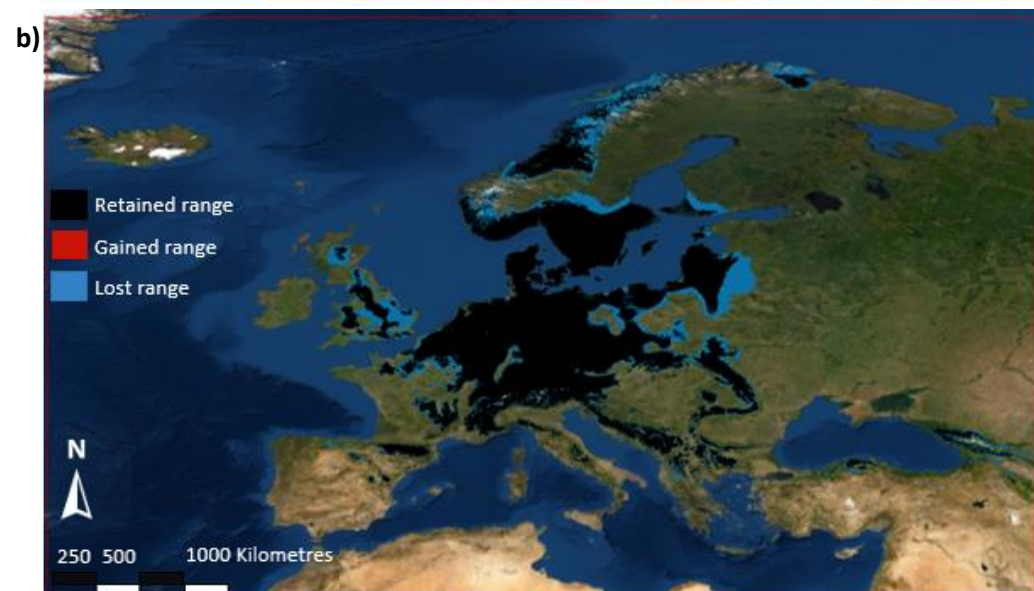 b)
Retained range
Gained range
Lost range
N
250 500 1000 Kilometres